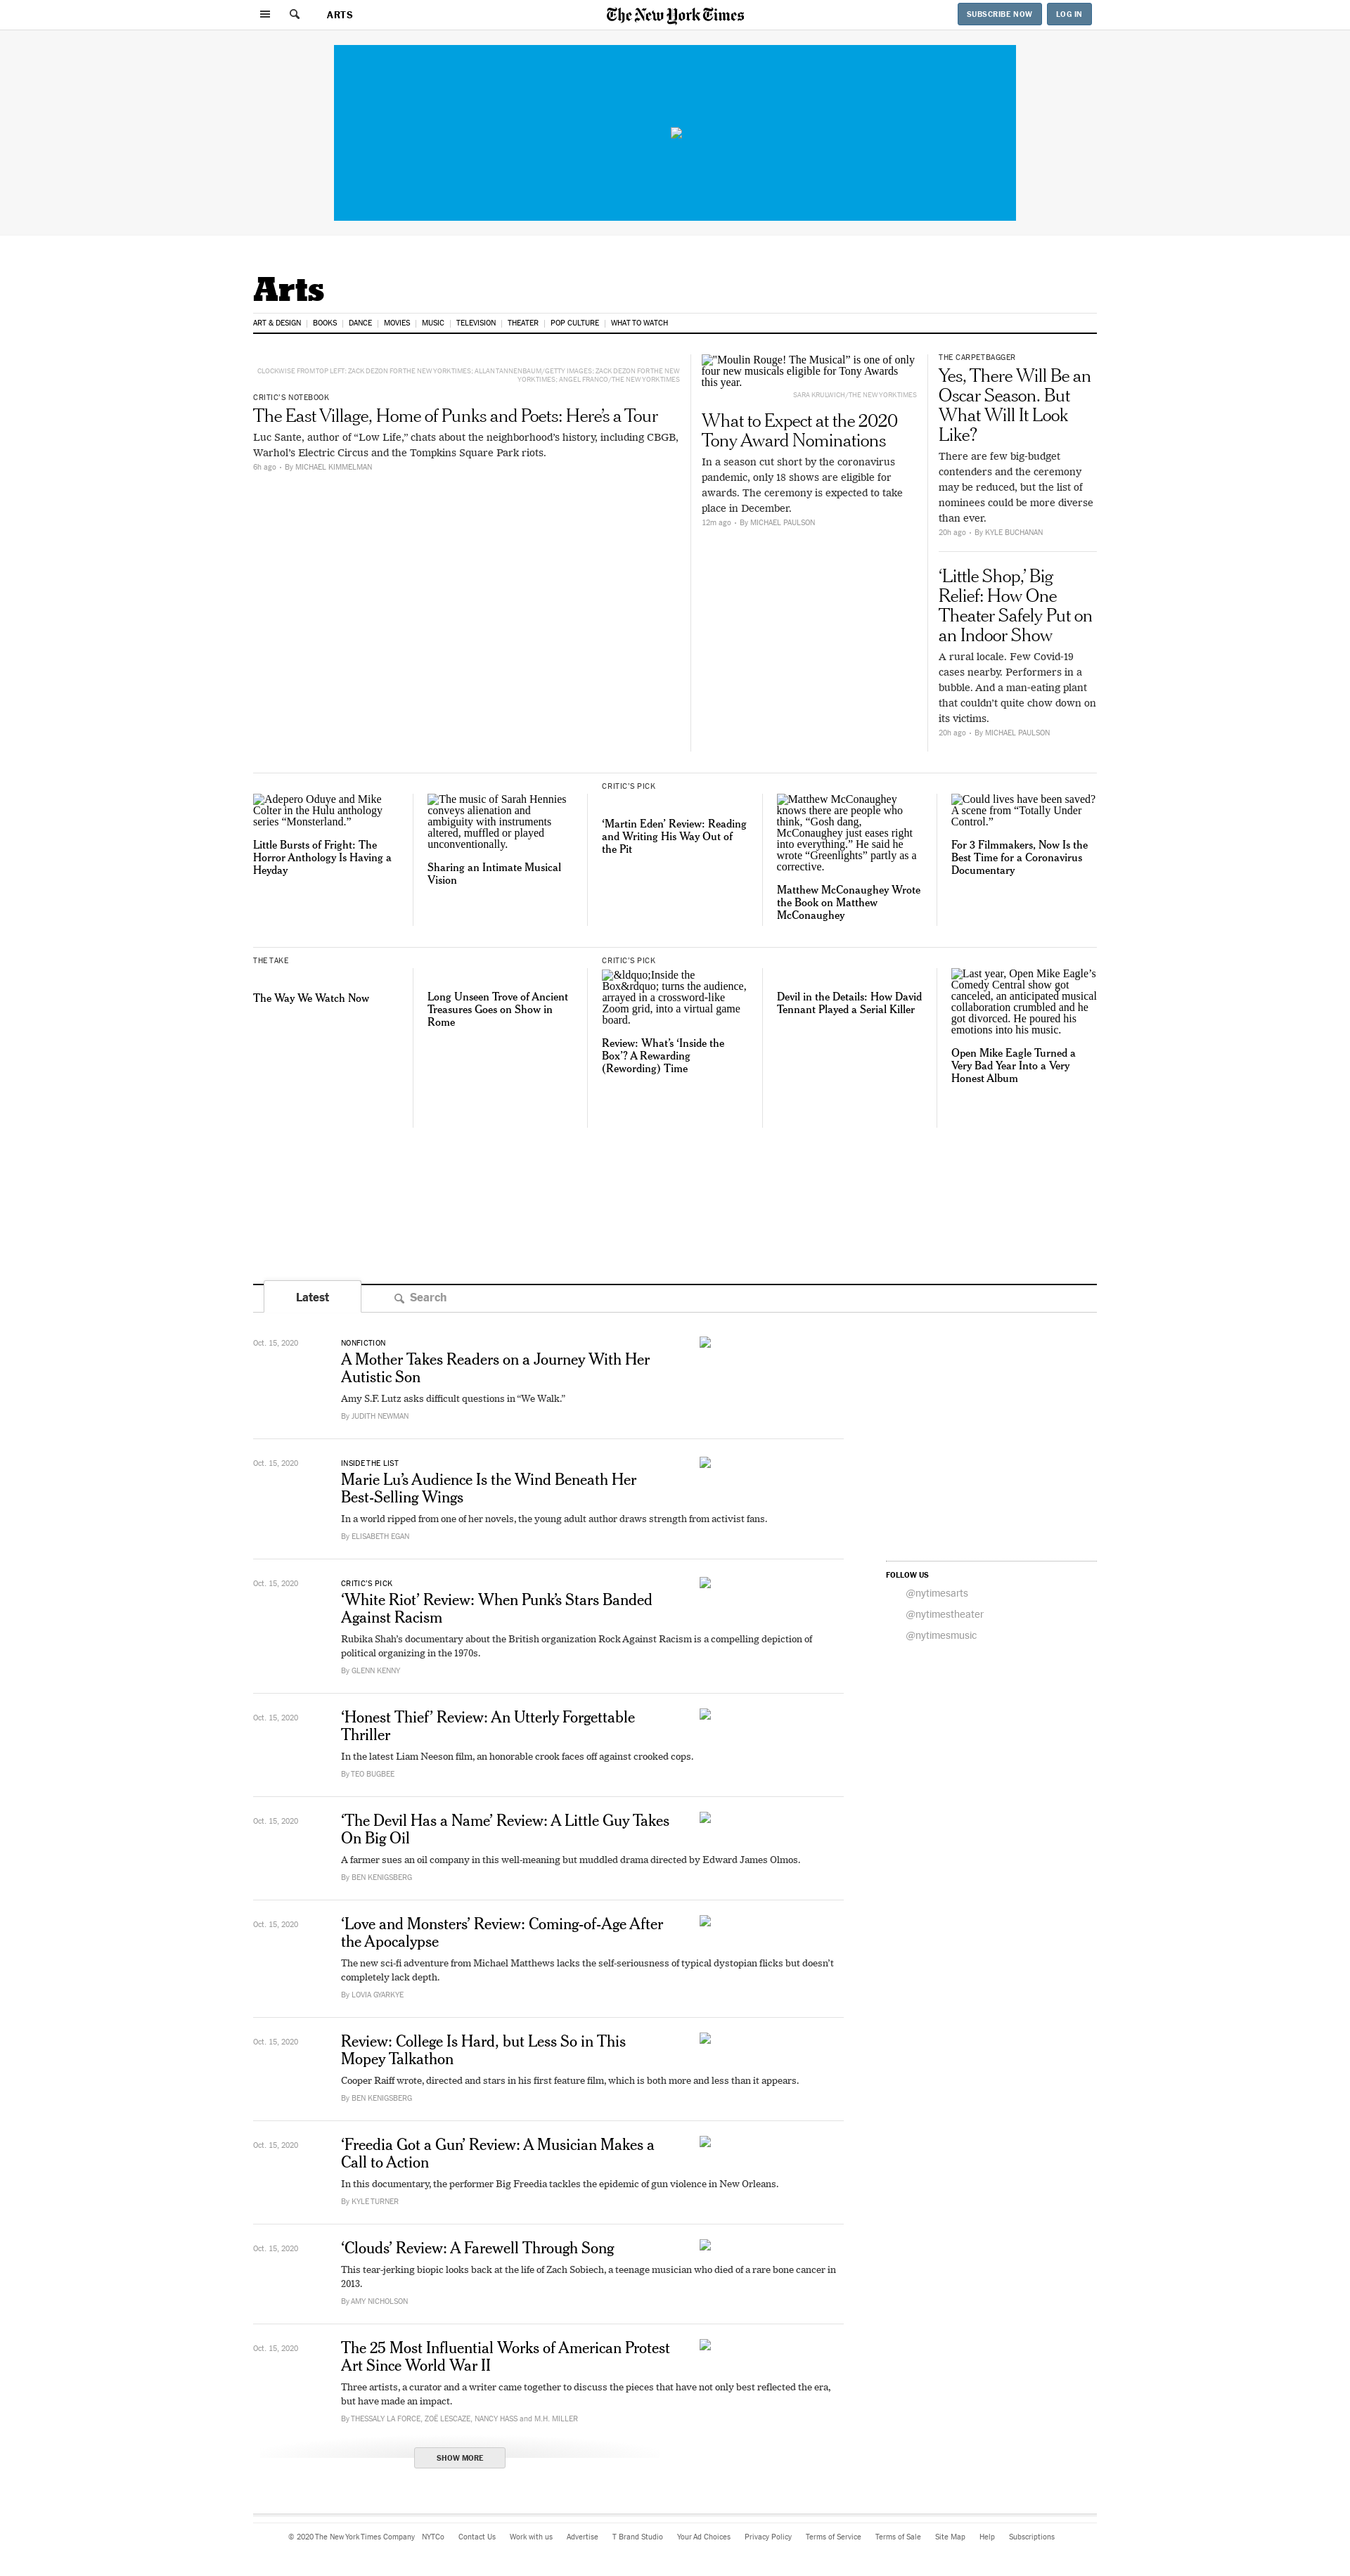 ARTS
The New York Times
SUBSCRIBE NOW
LOG IN
Arts
ART & DESIGN
BOOKS
DANCE
MOVIES
MUSIC
TELEVISION
THEATER
POP CULTURE
WHAT TO WATCH
CLOCKWISE FROM TOP LEFT: ZACK DEZON FOR THE NEW YORK TIMES; ALLAN TANNENBAUM/GETTY IMAGES; ZACK DEZON FOR THE NEW
YORK TIMES; ANGEL FRANCO/THE NEW YORK TIMES
CRITIC'S NOTEBOOK
The East Village, Home of Punks and Poets: Here’s a Tour
Luc Sante, author of “Low Life,” chats about the neighborhood’s history, including CBGB,
Warhol’s Electric Circus and the Tompkins Square Park riots.
6h ago • By MICHAEL KIMMELMAN
"Moulin Rouge! The Musical” is one of only
four new musicals eligible for Tony Awards
this year.
SARA KRULWICH/THE NEW YORK TIMES
What to Expect at the 2020
Tony Award Nominations
In a season cut short by the coronavirus
pandemic, only 18 shows are eligible for
awards. The ceremony is expected to take
place in December.
12m ago • By MICHAEL PAULSON
THE CARPETBAGGER
Yes, There Will Be an
Oscar Season. But
What Will It Look
Like?
There are few big-budget
contenders and the ceremony
may be reduced, but the list of
nominees could be more diverse
than ever.
20h ago • By KYLE BUCHANAN
‘Little Shop,’ Big
Relief: How One
Theater Safely Put on
an Indoor Show
A rural locale. Few Covid-19
cases nearby. Performers in a
bubble. And a man-eating plant
that couldn’t quite chow down on
its victims.
20h ago • By MICHAEL PAULSON
Adepero Oduye and Mike
Colter in the Hulu anthology
series “Monsterland.”
Little Bursts of Fright: The
Horror Anthology Is Having a
Heyday
The music of Sarah Hennies
conveys alienation and
ambiguity with instruments
altered, muffled or played
unconventionally.
Sharing an Intimate Musical
Vision
CRITIC'S PICK
‘Martin Eden’ Review: Reading
and Writing His Way Out of
the Pit
Matthew McConaughey
knows there are people who
think, “Gosh dang,
McConaughey just eases right
into everything.” He said he
wrote “Greenlights” partly as a
corrective.
Matthew McConaughey Wrote
the Book on Matthew
McConaughey
Could lives have been saved?
A scene from “Totally Under
Control.”
For 3 Filmmakers, Now Is the
Best Time for a Coronavirus
Documentary
THE TAKE
The Way We Watch Now
Long Unseen Trove of Ancient
Treasures Goes on Show in
Rome
CRITIC'S PICK
&ldquo;Inside the
Box&rdquo; turns the audience,
arrayed in a crossword-like
Zoom grid, into a virtual game
board.
Review: What’s ‘Inside the
Box’? A Rewarding
(Rewording) Time
Devil in the Details: How David
Tennant Played a Serial Killer
Last year, Open Mike Eagle’s
Comedy Central show got
canceled, an anticipated musical
collaboration crumbled and he
got divorced. He poured his
emotions into his music.
Open Mike Eagle Turned a
Very Bad Year Into a Very
Honest Album
Latest
Search
Oct. 15, 2020
NONFICTION
A Mother Takes Readers on a Journey With Her
Autistic Son
Amy S.F. Lutz asks difficult questions in “We Walk.”
By JUDITH NEWMAN
Oct. 15, 2020
INSIDE THE LIST
Marie Lu’s Audience Is the Wind Beneath Her
Best-Selling Wings
In a world ripped from one of her novels, the young adult author draws strength from activist fans.
By ELISABETH EGAN
Oct. 15, 2020
CRITIC’S PICK
‘White Riot’ Review: When Punk’s Stars Banded
Against Racism
Rubika Shah’s documentary about the British organization Rock Against Racism is a compelling depiction of
political organizing in the 1970s.
By GLENN KENNY
FOLLOW US
@nytimesarts
@nytimestheater
@nytimesmusic
Oct. 15, 2020
‘Honest Thief’ Review: An Utterly Forgettable
Thriller
In the latest Liam Neeson film, an honorable crook faces off against crooked cops.
By TEO BUGBEE
Oct. 15, 2020
‘The Devil Has a Name’ Review: A Little Guy Takes
On Big Oil
A farmer sues an oil company in this well-meaning but muddled drama directed by Edward James Olmos.
By BEN KENIGSBERG
Oct. 15, 2020
‘Love and Monsters’ Review: Coming-of-Age After
the Apocalypse
The new sci-fi adventure from Michael Matthews lacks the self-seriousness of typical dystopian flicks but doesn’t
completely lack depth.
By LOVIA GYARKYE
Oct. 15, 2020
Review: College Is Hard, but Less So in This
Mopey Talkathon
Cooper Raiff wrote, directed and stars in his first feature film, which is both more and less than it appears.
By BEN KENIGSBERG
Oct. 15, 2020
‘Freedia Got a Gun’ Review: A Musician Makes a
Call to Action
In this documentary, the performer Big Freedia tackles the epidemic of gun violence in New Orleans.
By KYLE TURNER
Oct. 15, 2020
‘Clouds’ Review: A Farewell Through Song
This tear-jerking biopic looks back at the life of Zach Sobiech, a teenage musician who died of a rare bone cancer in
2013.
By AMY NICHOLSON
Oct. 15, 2020
The 25 Most Influential Works of American Protest
Art Since World War II
Three artists, a curator and a writer came together to discuss the pieces that have not only best reflected the era,
but have made an impact.
By THESSALY LA FORCE, ZOË LESCAZE, NANCY HASS and M.H. MILLER
SHOW MORE
© 2020 The New York Times Company NYTCo Contact Us Work with us Advertise T Brand Studio Your Ad Choices Privacy Policy Terms of Service Terms of Sale Site Map Help Subscriptions